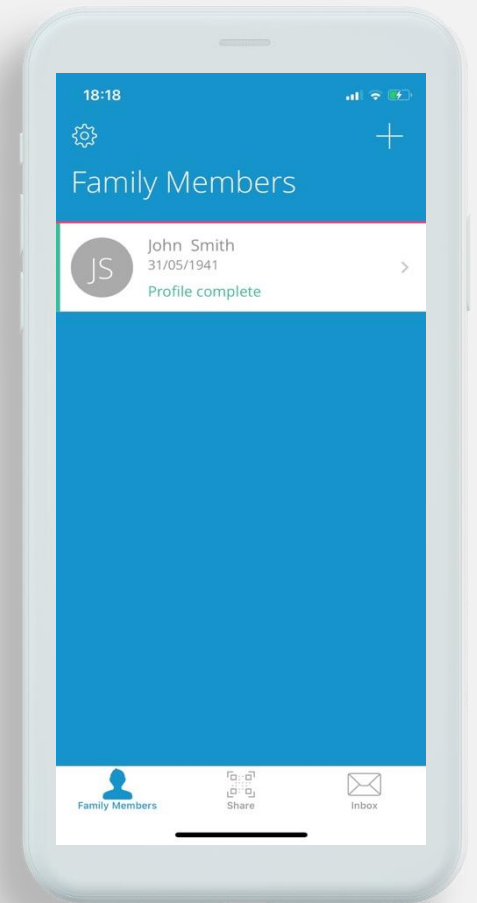 18:18
Family Members
JS
John Smith
31/05/1941
Profile complete
Family Members
Share
Inbox